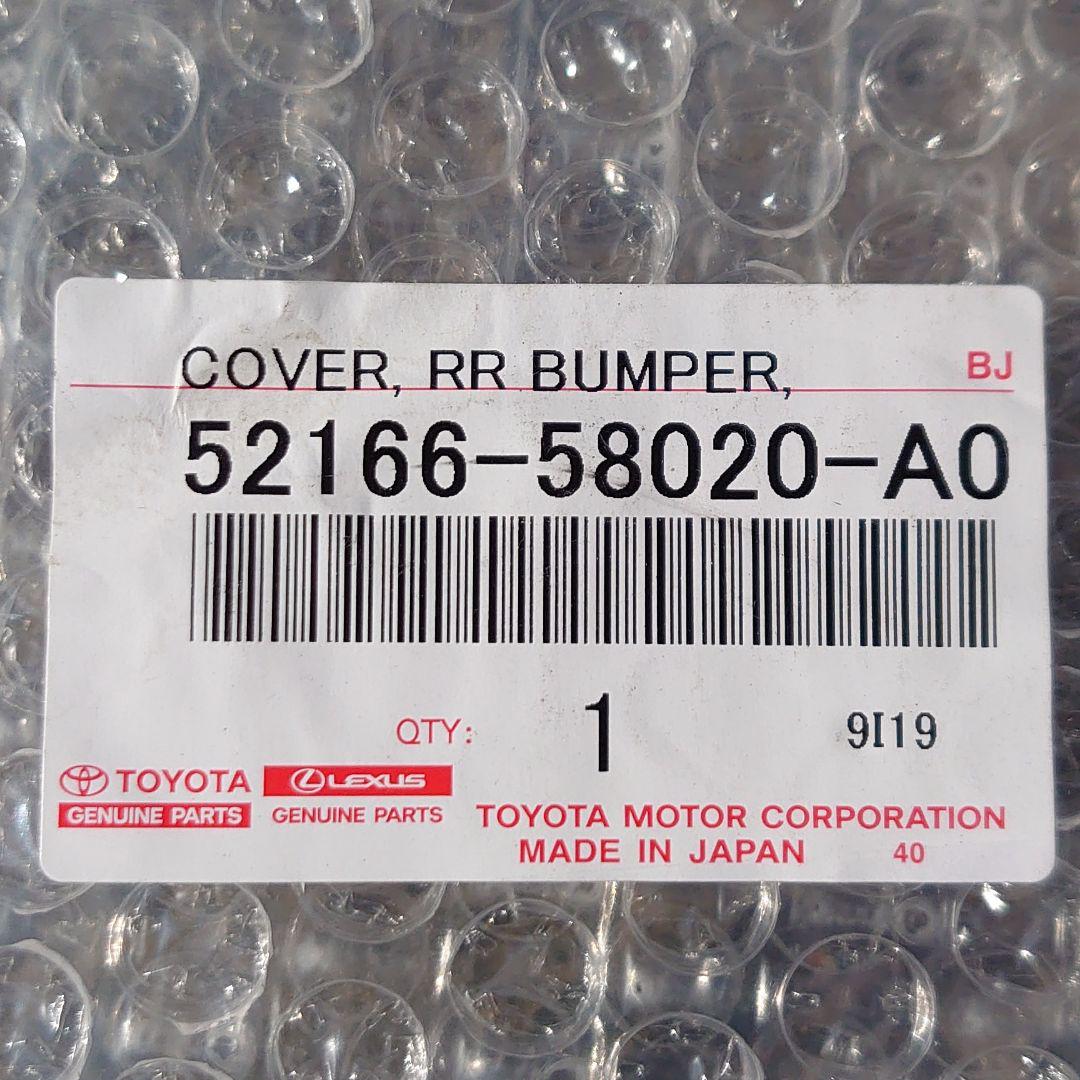 COVER, RR BUMPER, BJ
52166-58020-A0
QTY: 1 9I19
TOYOTA LEXUS
GENUINE PARTS GENUINE PARTS
TOYOTA MOTOR CORPORATION
MADE IN JAPAN 40